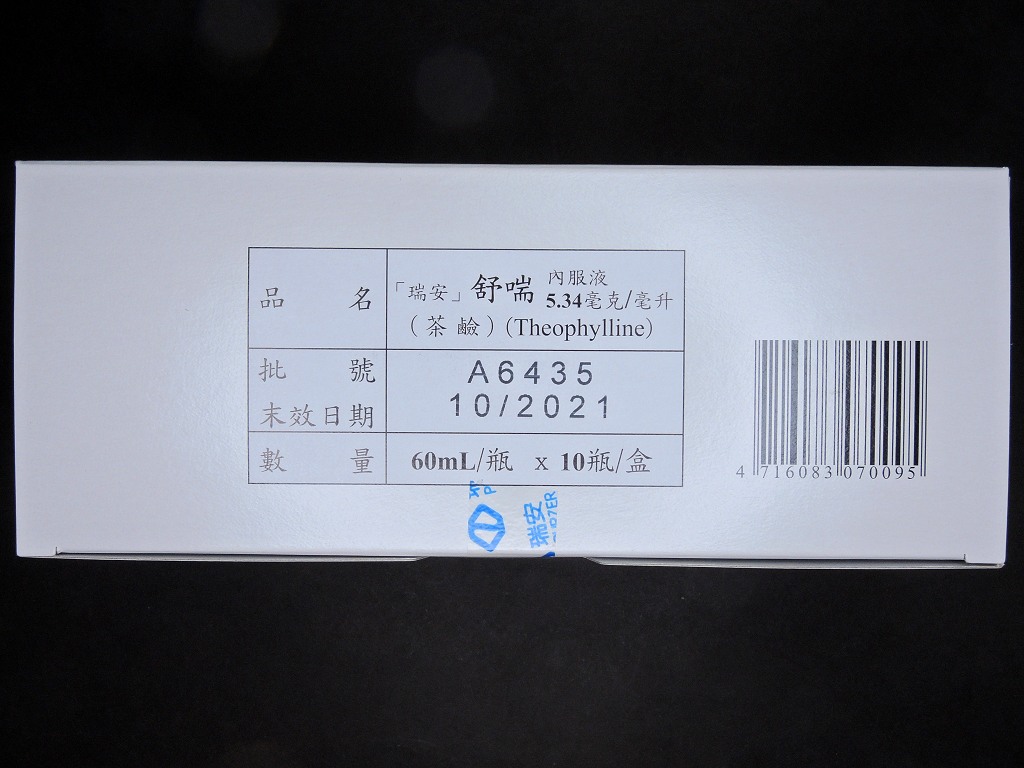 品名
「瑞安」舒喘 內服液
5.34毫克/毫升
(茶鹼)(Theophylline)
批號
A6435
末效日期
10/2021
數量
60mL/瓶 x 10瓶/盒
4 716083 070095
瑞安